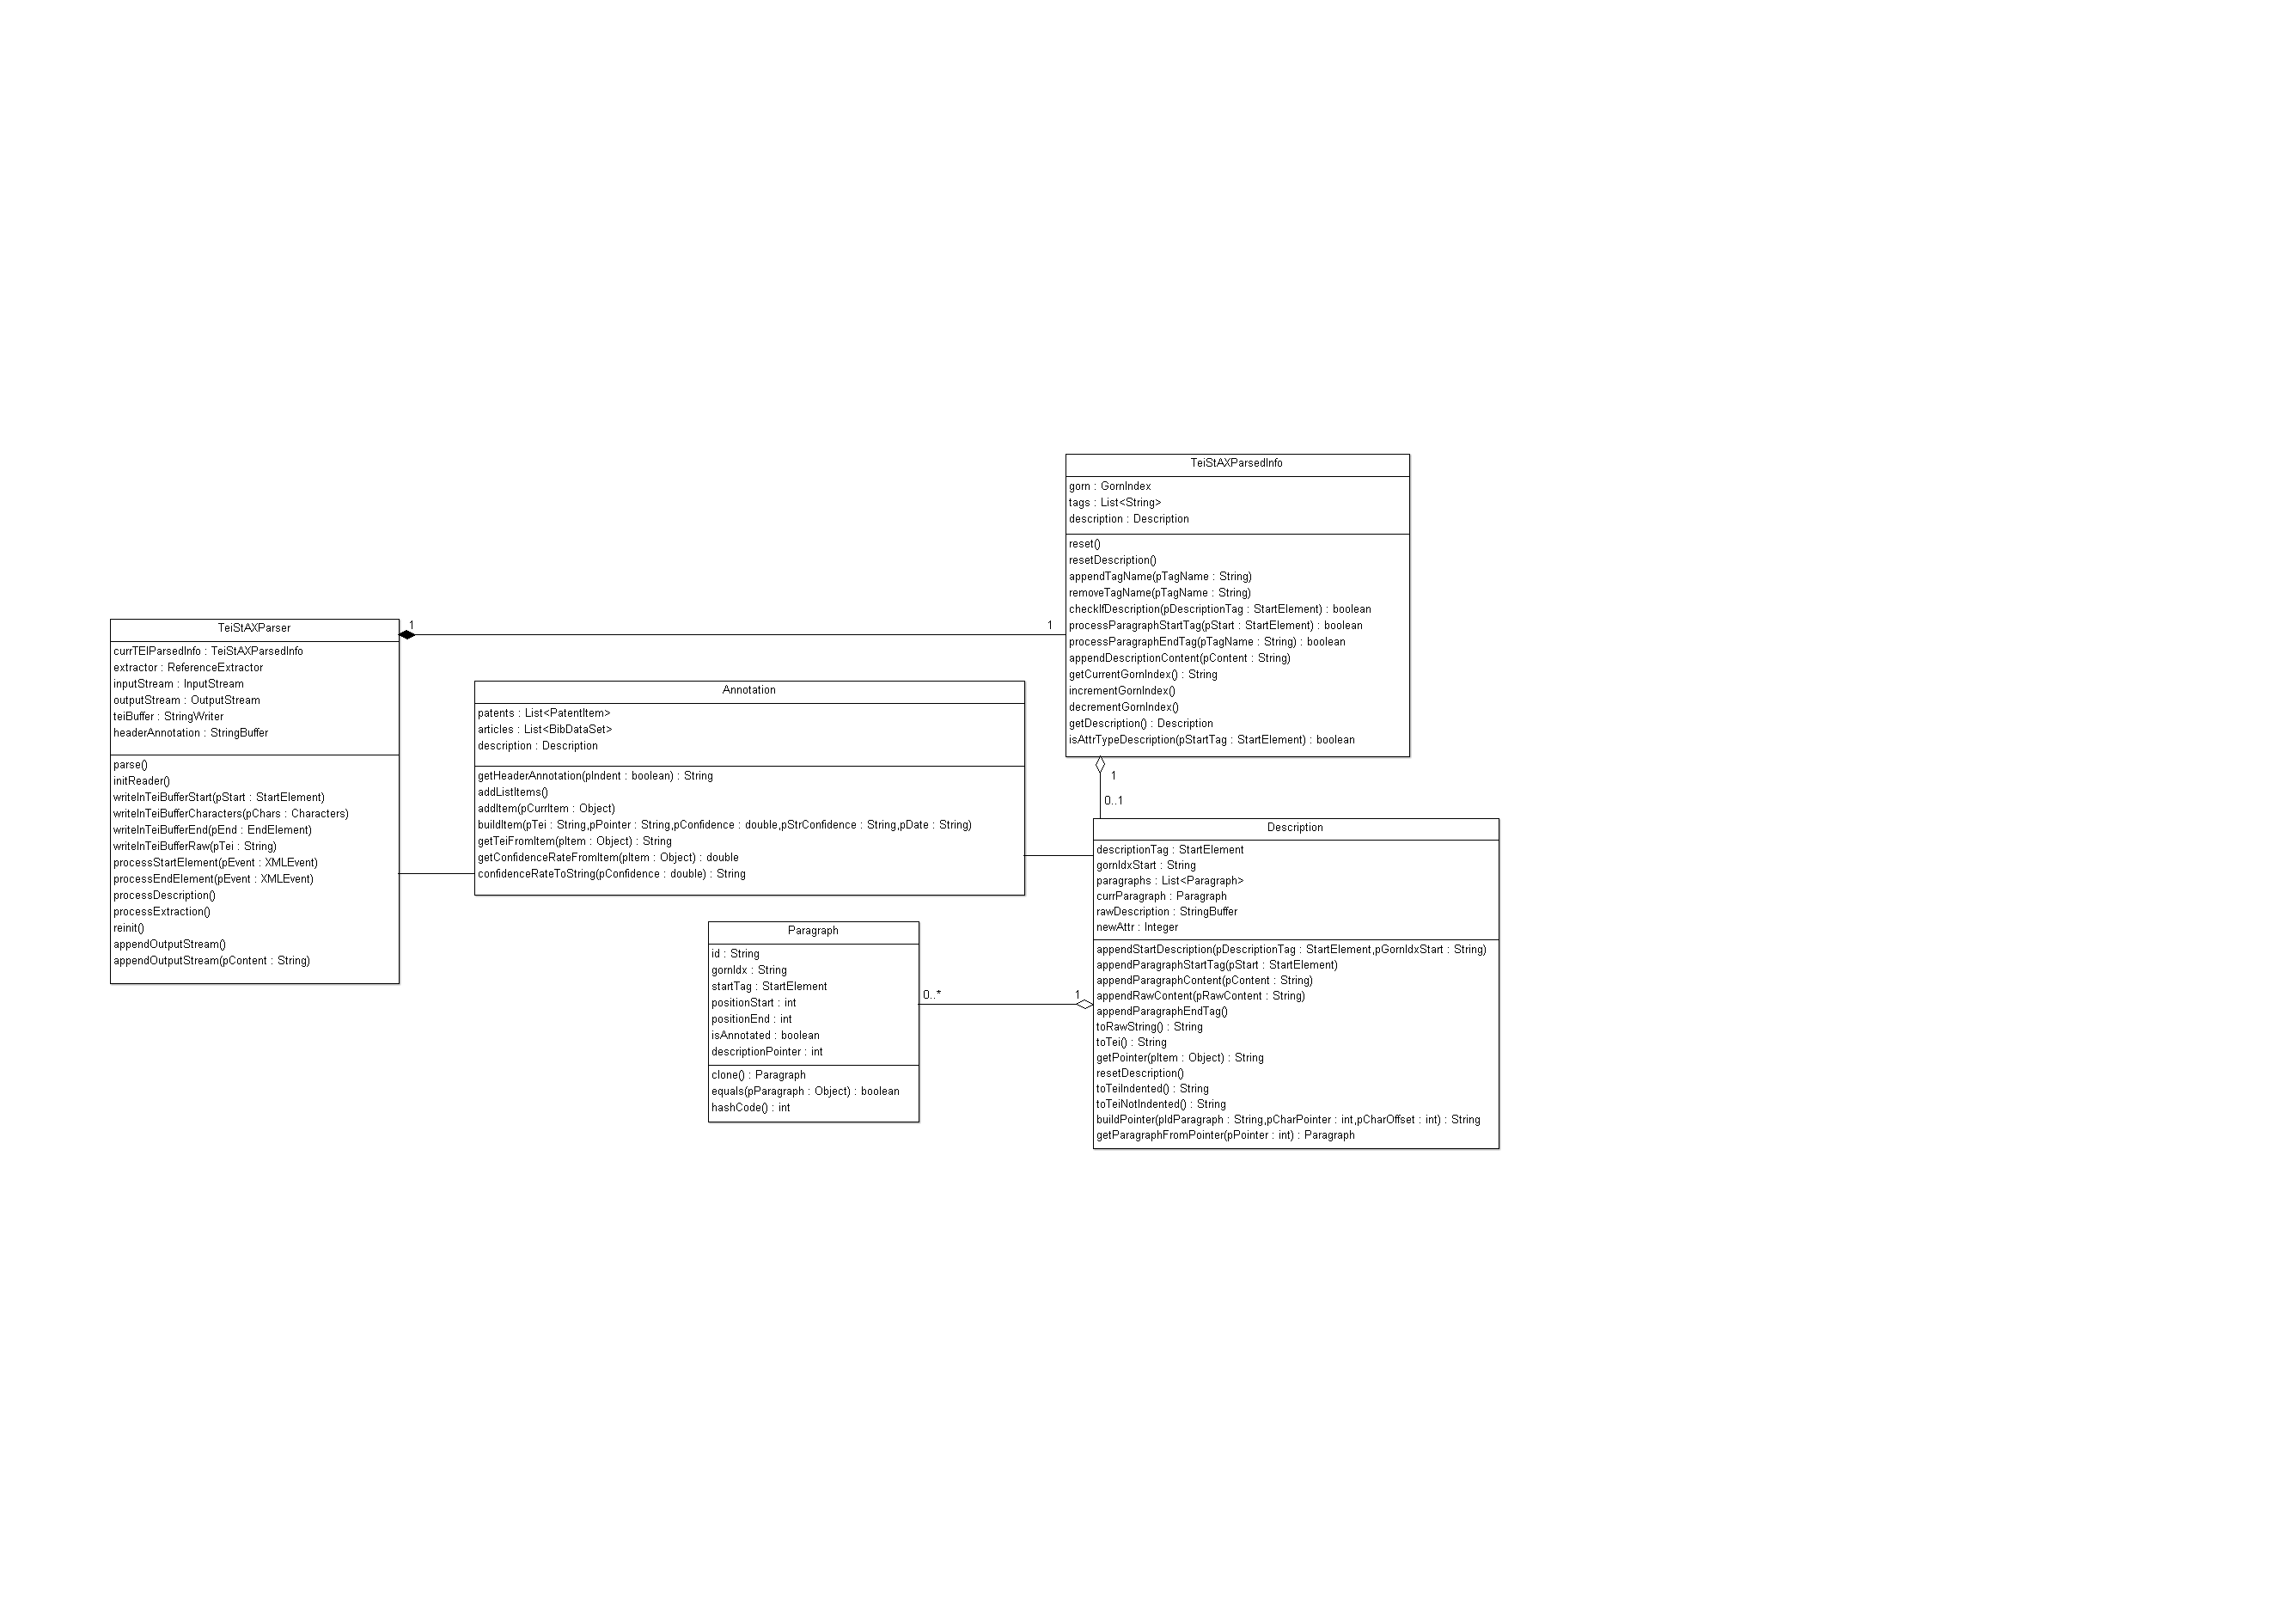 TeiStAXParsedInfo
gorn : GornIndex
tags : List<String>
description : Description
reset()
resetDescription()
appendTagName(pTagName : String)
removeTagName(pTagName : String)
checkIfDescription(pDescriptionTag : StartElement) : boolean
processParagraphStartTag(pStart : StartElement) : boolean
processParagraphEndTag(pTagName : String) : boolean
appendDescriptionContent(pContent : String)
getCurrentGornIndex() : String
incrementGornIndex()
decrementGornIndex()
getDescription() : Description
isAttrTypeDescription(pStartTag : StartElement) : boolean
1
1
1
0..1
TeiStAXParser
currTEIParsedInfo : TeiStAXParsedInfo
extractor : ReferenceExtractor
inputStream : InputStream
outputStream : OutputStream
teiBuffer : StringWriter
headerAnnotation : StringBuffer
parse()
initReader()
writeInTeiBufferStart(pStart : StartElement)
writeInTeiBufferCharacters(pChars : Characters)
writeInTeiBufferEnd(pEnd : EndElement)
writeInTeiBufferRaw(pTei : String)
processStartElement(pEvent : XMLEvent)
processEndElement(pEvent : XMLEvent)
processDescription()
processExtraction()
reinit()
appendOutputStream()
appendOutputStream(pContent : String)
Annotation
patents : List<PatentItem>
articles : List<BibDataSet>
description : Description
getHeaderAnnotation(pIndent : boolean) : String
addListItems()
addItem(pCurrItem : Object)
buildItem(pTei : String,pPointer : String,pConfidence : double,pStrConfidence : String,pDate : String)
getTeiFromItem(pItem : Object) : String
getConfidenceRateFromItem(pItem : Object) : double
confidenceRateToString(pConfidence : double) : String
Description
descriptionTag : StartElement
gornIdxStart : String
paragraphs : List<Paragraph>
currParagraph : Paragraph
rawDescription : StringBuffer
newAttr : Integer
appendStartDescription(pDescriptionTag : StartElement,pGornIdxStart : String)
appendParagraphStartTag(pStart : StartElement)
appendParagraphContent(pContent : String)
appendRawContent(pRawContent : String)
appendParagraphEndTag()
toRawString() : String
toTei() : String
getPointer(pItem : Object) : String
resetDescription()
toTeiIndented() : String
toTeiNotIndented() : String
buildPointer(pIdParagraph : String,pCharPointer : int,pCharOffset : int) : String
getParagraphFromPointer(pPointer : int) : Paragraph
Paragraph
id : String
gornIdx : String
startTag : StartElement
positionStart : int
positionEnd : int
isAnnotated : boolean
descriptionPointer : int
clone() : Paragraph
equals(pParagraph : Object) : boolean
hashCode() : int
0..*
1